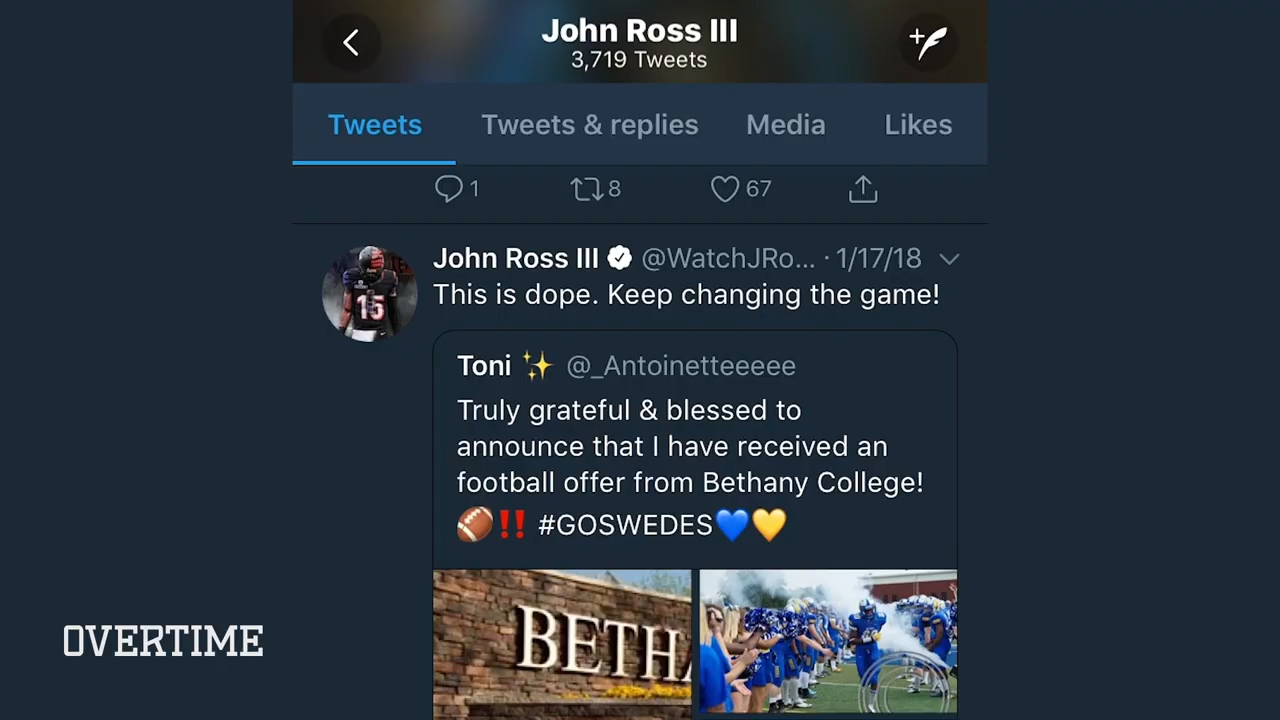 John Ross III
3,719 Tweets
Tweets Tweets & replies Media Likes
1 8 67
John Ross III @WatchJRo... · 1/17/18
This is dope. Keep changing the game!
15
Toni ✨ @_Antoinetteeeee
Truly grateful & blessed to
announce that I have received an
football offer from Bethany College!
🏈‼️ #GOSWEDES💙💛
BETHA
OVERTIME